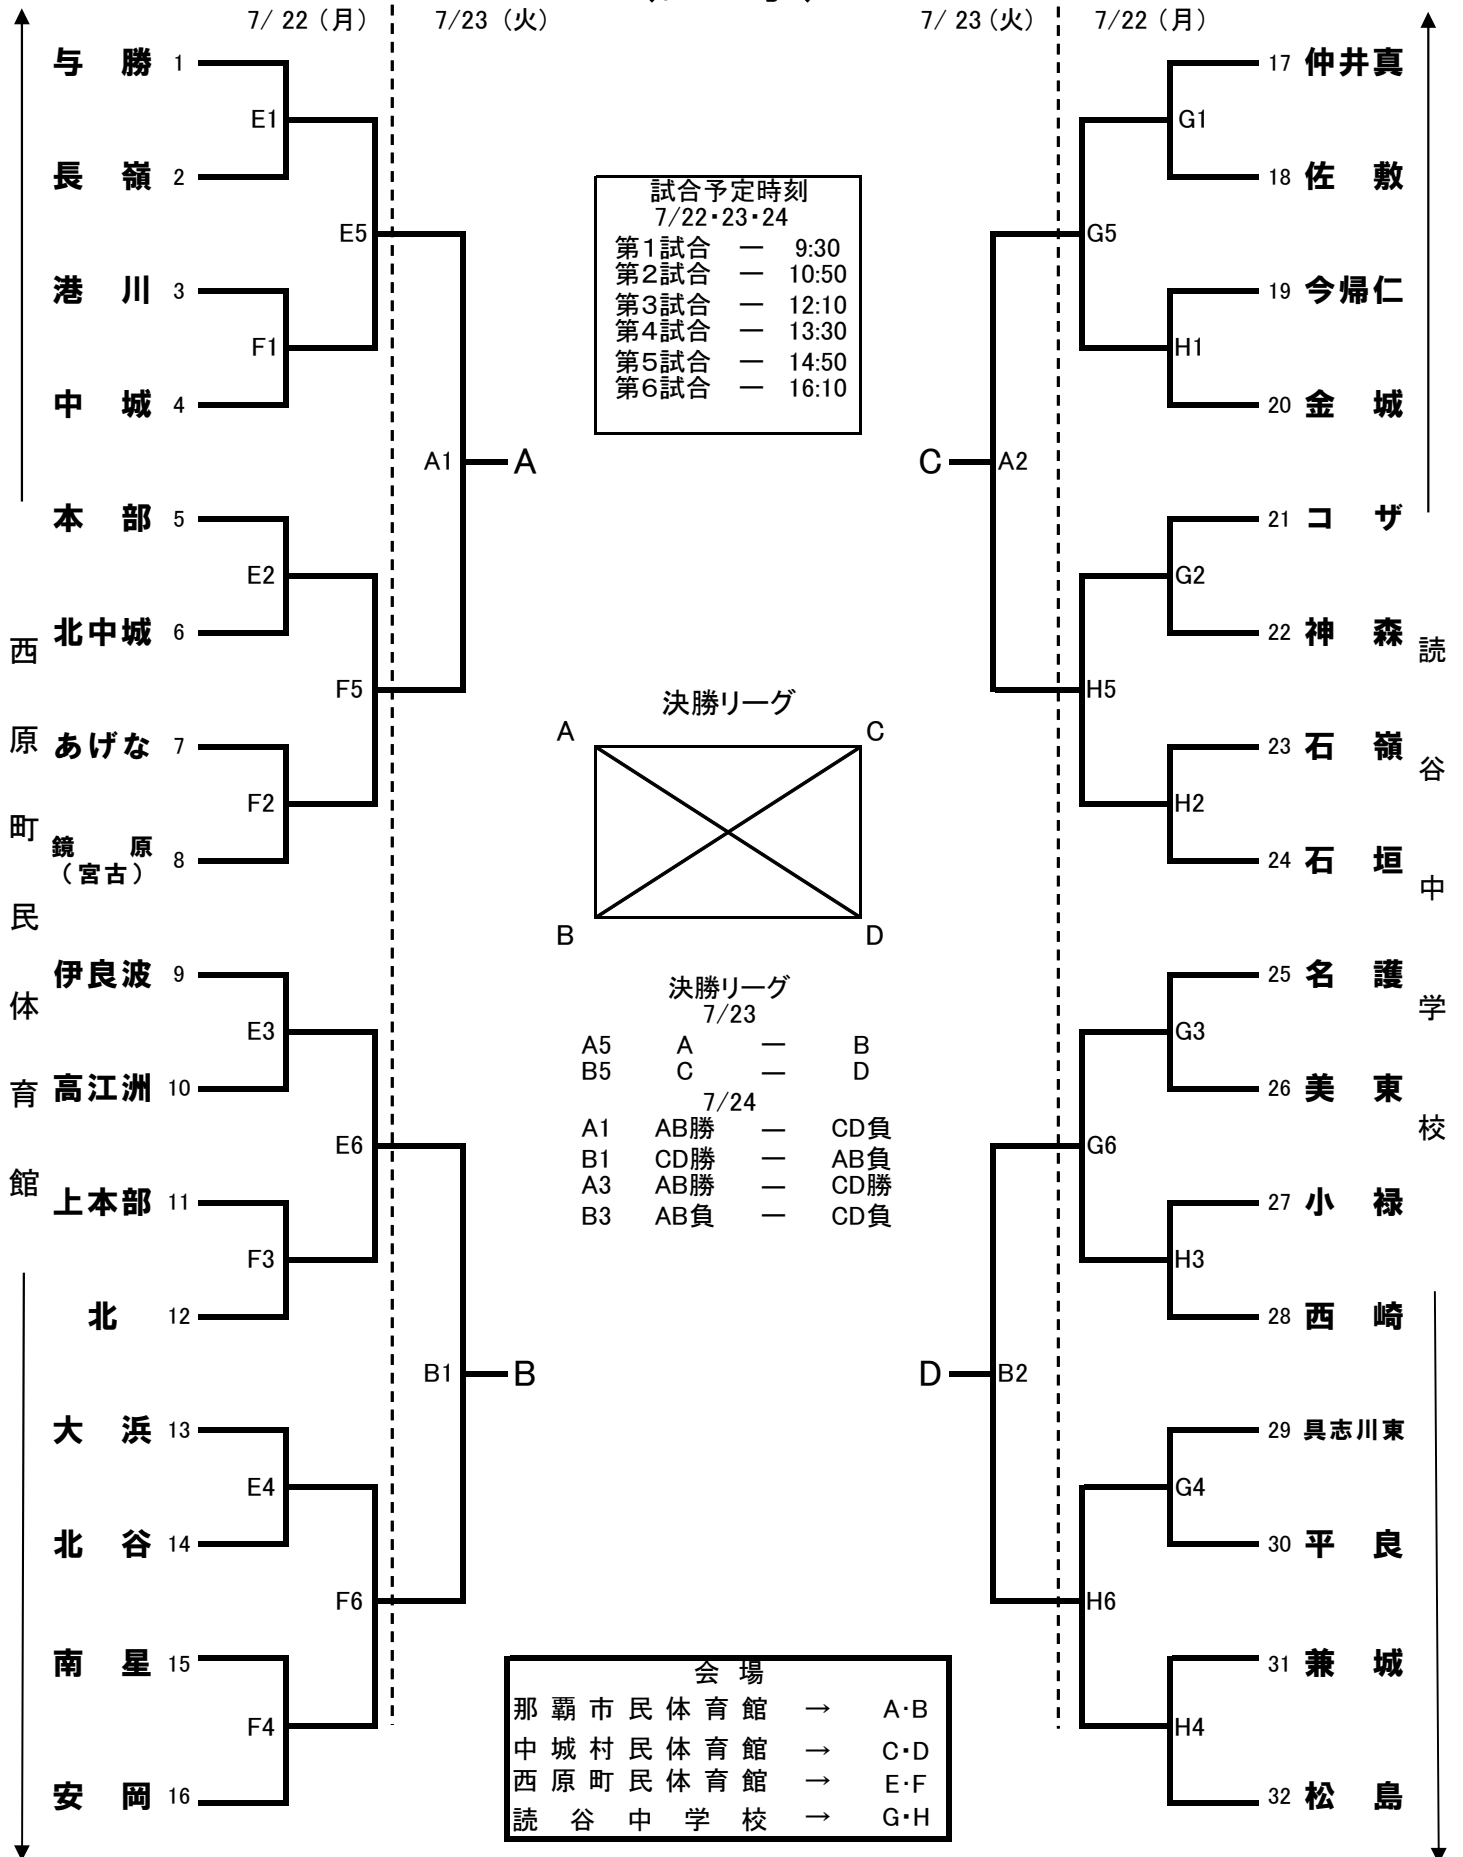 7/ 22 (月) 7/23 (火) 7/ 23 (火) 7/22 (月)
与 勝 1
E1
長 嶺 2
E5
港 川 3
F1
中 城 4
A1 A
本 部 5
E2
北中城 6
F5
あげな 7
F2
鏡 原
(宮古) 8
伊良波 9
E3
高江洲 10
E6
上本部 11
F3
北 12
B1 B
大 浜 13
E4
北 谷 14
F6
南 星 15
F4
安 岡 16
西原町民体育館
試合予定時刻
7/22・23・24
第1試合 ― 9:30
第2試合 ― 10:50
第3試合 ― 12:10
第4試合 ― 13:30
第5試合 ― 14:50
第6試合 ― 16:10
決勝リーグ
A C
B D
決勝リーグ
7/23
A5 A ― B
B5 C ― D
7/24
A1 AB勝 ― CD負
B1 CD勝 ― AB負
A3 AB勝 ― CD勝
B3 AB負 ― CD負
会 場
那覇市民体育館 → A・B
中城村民体育館 → C・D
西原町民体育館 → E・F
読谷中学校 → G・H
17 仲井真
G1
18 佐 敷
G5
19 今帰仁
H1
20 金 城
C A2
21 コ ザ
G2
22 神 森
H5
23 石 嶺
H2
24 石 垣
25 名 護
G3
26 美 東
G6
27 小 禄
H3
28 西 崎
D B2
29 具志川東
G4
30 平 良
H6
31 兼 城
H4
32 松 島
読谷中学校